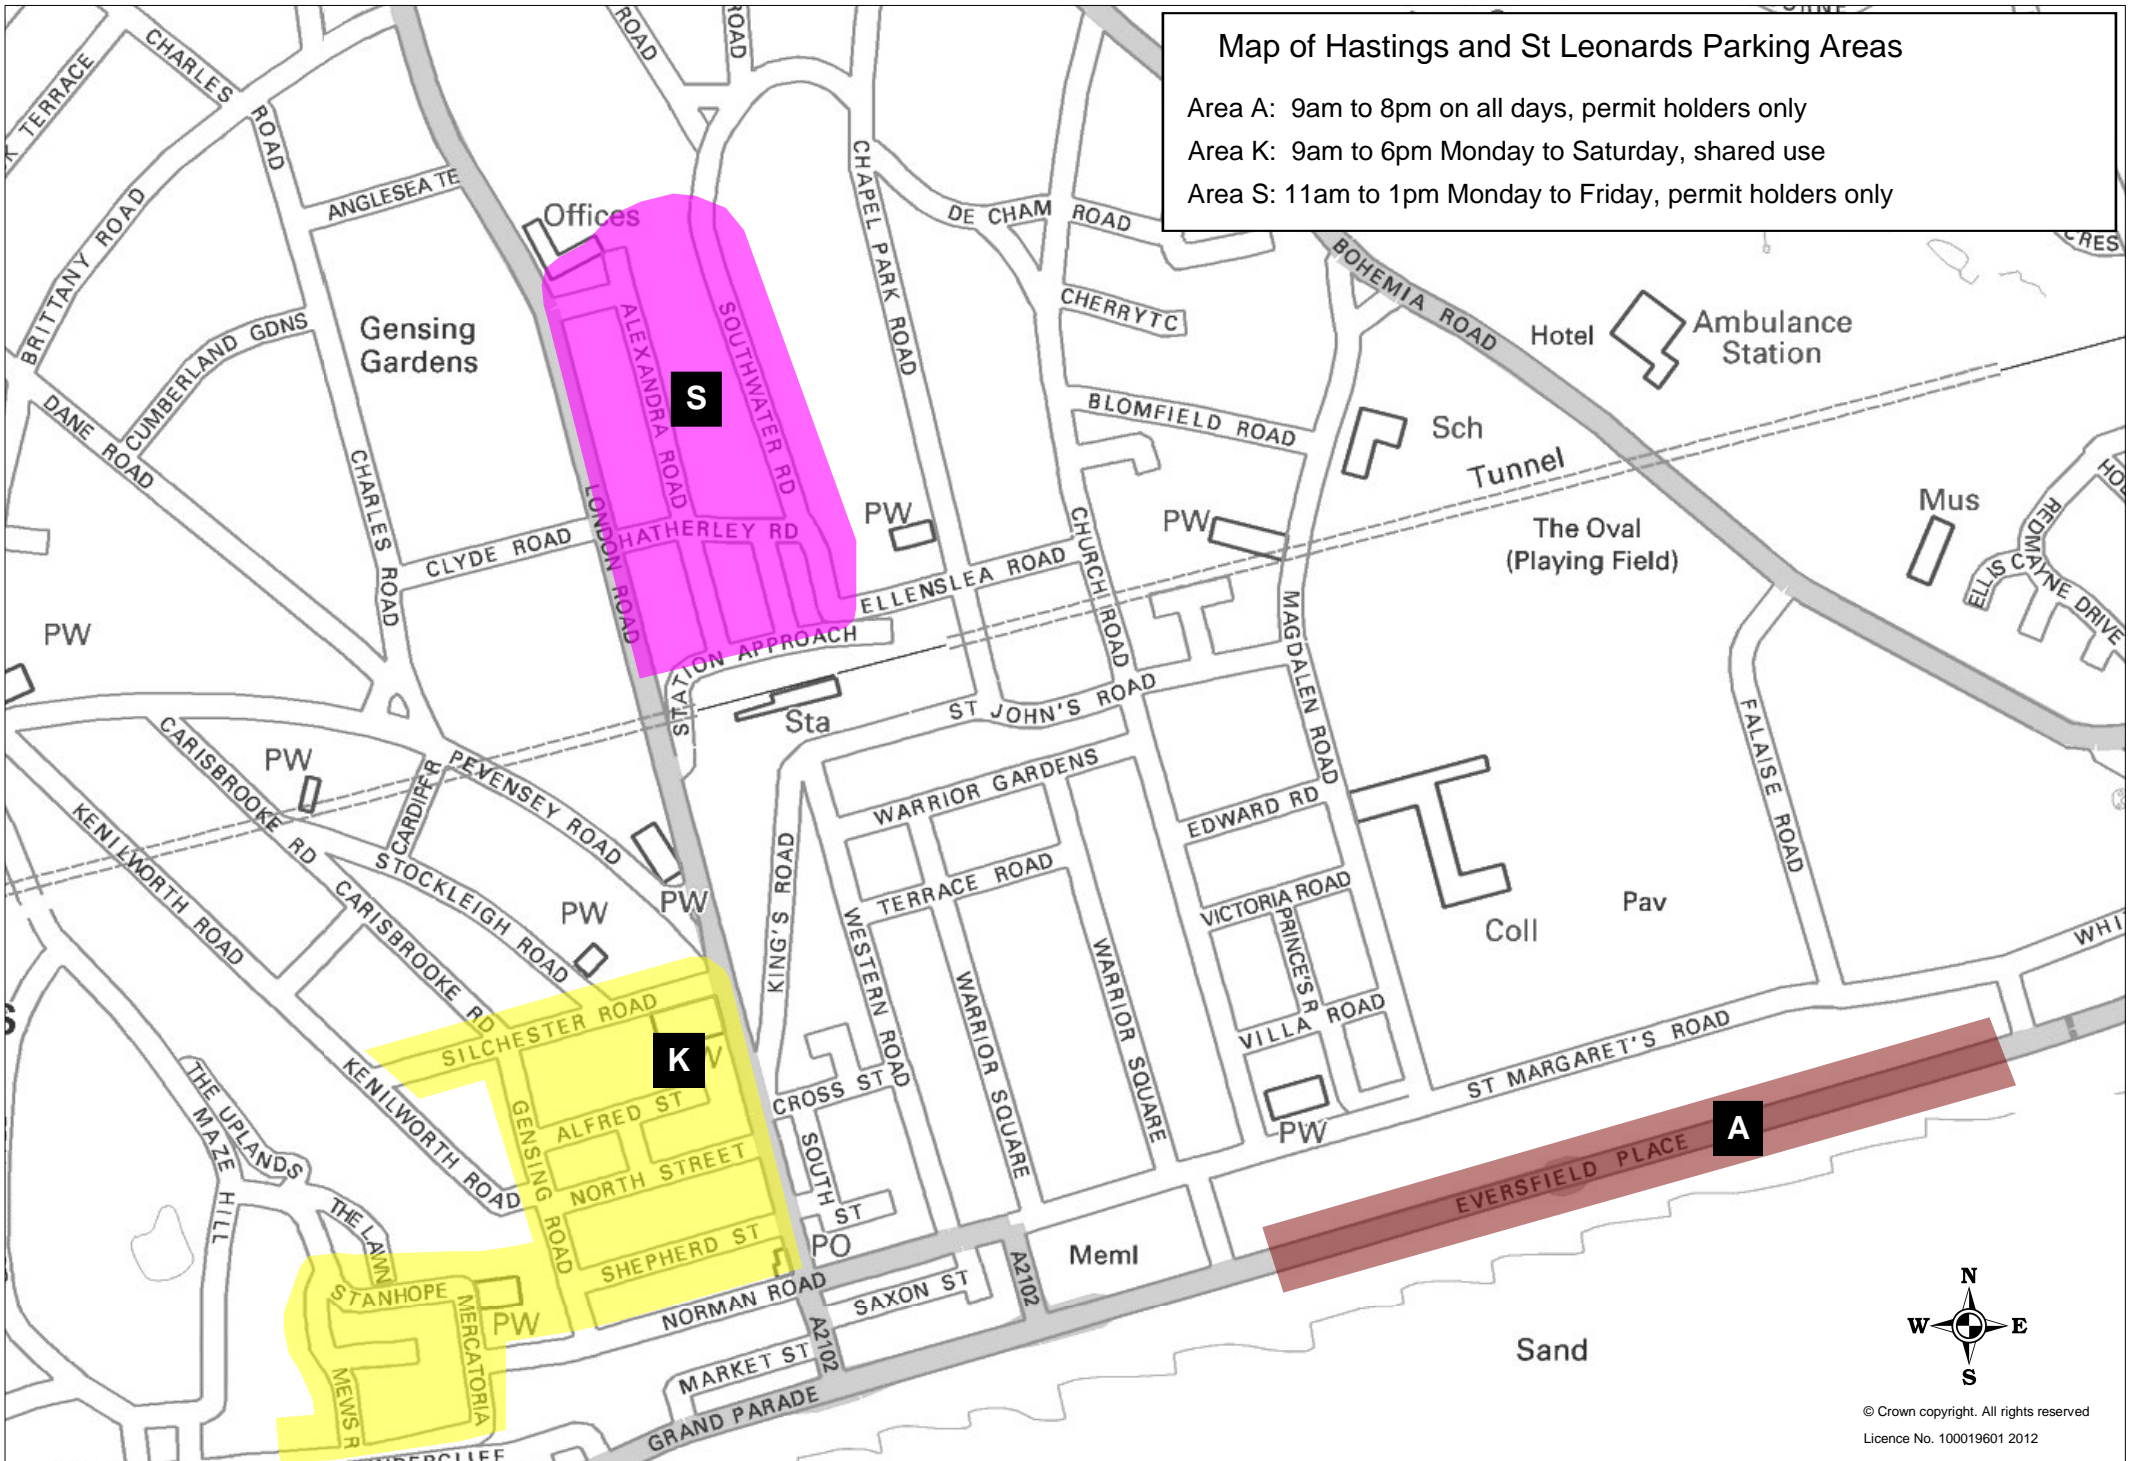 Map of Hastings and St Leonards Parking Areas
Area A: 9am to 8pm on all days, permit holders only
Area K: 9am to 6pm Monday to Saturday, shared use
Area S: 11am to 1pm Monday to Friday, permit holders only
TERRACE
CHARLES ROAD
ROAD
ROAD
ANGLESEA TE
BRITTANY ROAD
CUMBERLAND GDNS
DANE ROAD
Gensing
Gardens
CHARLES ROAD
CLYDE ROAD
Offices
ALEXANDRA ROAD
S
SOUTHWATER RD
HATHERLEY RD
LONDON ROAD
CHAPEL PARK ROAD
DE CHAM ROAD
CHERRYTC
BLOMFIELD ROAD
BOHEMIA ROAD
Hotel
Ambulance
Station
CRES
Sch
Tunnel
The Oval
(Playing Field)
Mus
REDMAYNE DRIVE
ELLIS C
HOL
PW
PW
PW
ELLENSLEA ROAD
CHURCH ROAD
STATION APPROACH
Sta
ST JOHN'S ROAD
MAGDALEN ROAD
FALAISE ROAD
PW
CARISBROOKE RD
CARDIFF R
PEVENSEY ROAD
KENILWORTH ROAD
STOCKLEIGH ROAD
CARISBROOKE RD
PW
PW
KING'S ROAD
WARRIOR GARDENS
TERRACE ROAD
WESTERN ROAD
WARRIOR SQUARE
WARRIOR SQUARE
EDWARD RD
VICTORIA ROAD
PRINCE'S R
VILLA ROAD
PW
Coll
Pav
WHI
ST MARGARET'S ROAD
EVERSFIELD PLACE
A
SILCHESTER ROAD
K
KENILWORTH ROAD
GENSING ROAD
ALFRED ST
NORTH STREET
SHEPHERD ST
CROSS ST
SOUTH ST
PO
NORMAN ROAD
SAXON ST
A2102
A2102
Meml
MARKET ST
GRAND PARADE
THE UPLANDS
MAZE HILL
THE LAWN
STANHOPE
MERCATORIA
PW
MEWS R
Sand
N
W E
S
© Crown copyright. All rights reserved
Licence No. 100019601 2012